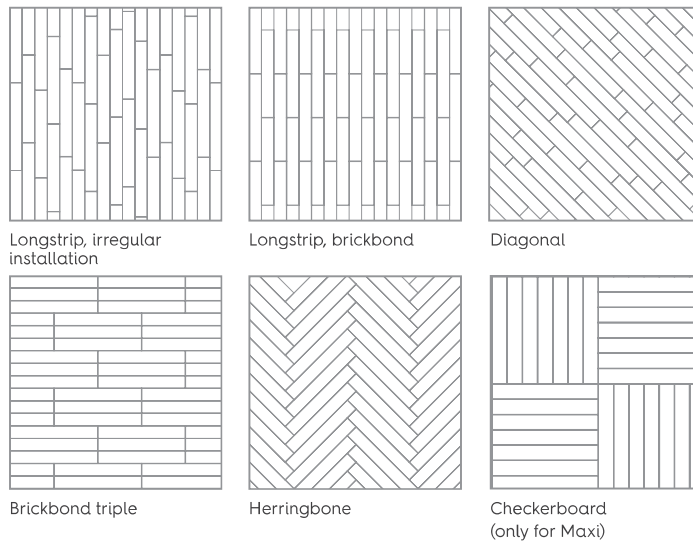 Longstrip, irregular
installation
Longstrip, brickbond
Diagonal
Brickbond triple
Herringbone
Checkerboard
(only for Maxi)